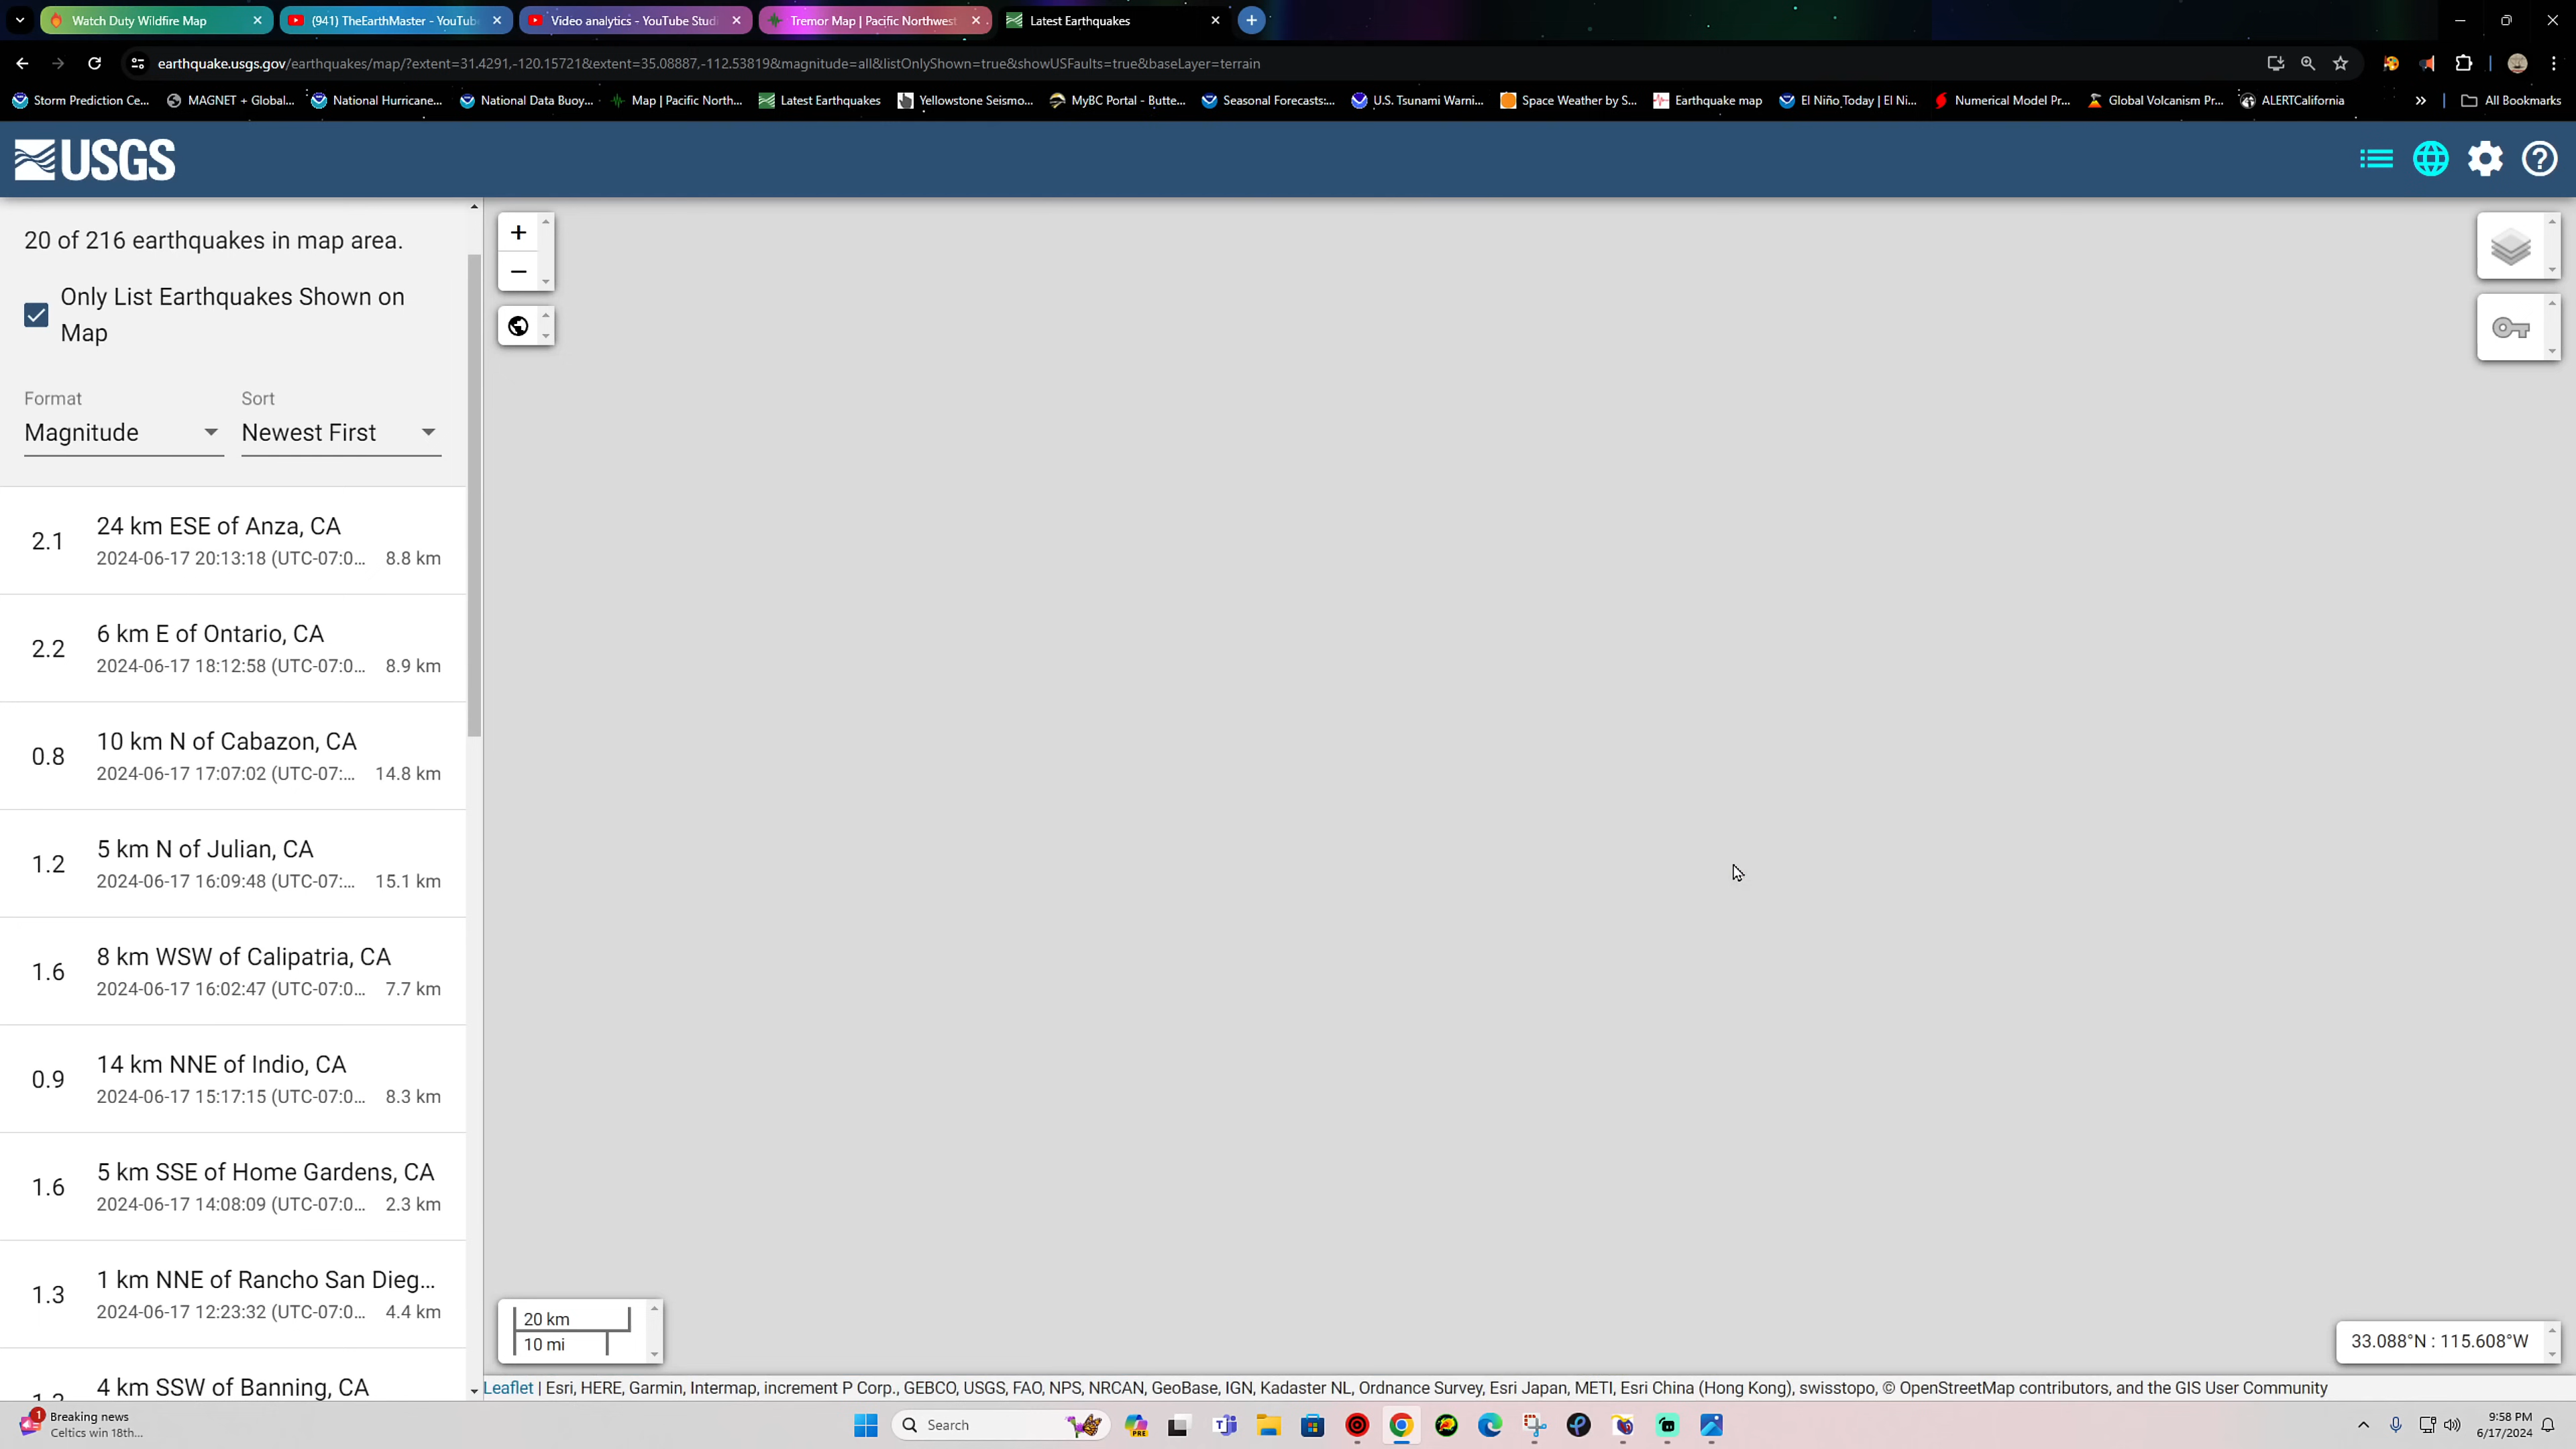 Watch Duty Wildfire Map
(941) TheEarthMaster - YouTube
Video analytics - YouTube Studi
Tremor Map | Pacific Northwest
Latest Earthquakes
earthquake.usgs.gov/earthquakes/map/?extent=31.4291,-120.15721&extent=35.08887,-112.53819&magnitude=all&listOnlyShown=true&showUSFaults=true&baseLayer=terrain
Storm Prediction Ce...
MAGNET + Global...
National Hurricane...
National Data Buoy...
Map | Pacific North...
Latest Earthquakes
Yellowstone Seismo...
MyBC Portal - Butte...
Seasonal Forecasts:...
U.S. Tsunami Warni...
Space Weather by S...
Earthquake map
El Niño Today | El Ni...
Numerical Model Pr...
Global Volcanism Pr...
ALERTCalifornia
All Bookmarks
USGS
20 of 216 earthquakes in map area.
Only List Earthquakes Shown on
Map
Format
Sort
Magnitude
Newest First
2.1
24 km ESE of Anza, CA
2024-06-17 20:13:18 (UTC-07:0... 8.8 km
2.2
6 km E of Ontario, CA
2024-06-17 18:12:58 (UTC-07:0... 8.9 km
0.8
10 km N of Cabazon, CA
2024-06-17 17:07:02 (UTC-07:... 14.8 km
1.2
5 km N of Julian, CA
2024-06-17 16:09:48 (UTC-07:... 15.1 km
1.6
8 km WSW of Calipatria, CA
2024-06-17 16:02:47 (UTC-07:0... 7.7 km
0.9
14 km NNE of Indio, CA
2024-06-17 15:17:15 (UTC-07:0... 8.3 km
1.6
5 km SSE of Home Gardens, CA
2024-06-17 14:08:09 (UTC-07:0... 2.3 km
1.3
1 km NNE of Rancho San Dieg...
2024-06-17 12:23:32 (UTC-07:0... 4.4 km
4 km SSW of Banning, CA
20 km
10 mi
33.088°N : 115.608°W
Leaflet | Esri, HERE, Garmin, Intermap, increment P Corp., GEBCO, USGS, FAO, NPS, NRCAN, GeoBase, IGN, Kadaster NL, Ordnance Survey, Esri Japan, METI, Esri China (Hong Kong), swisstopo, © OpenStreetMap contributors, and the GIS User Community
1
Breaking news
Celtics win 18th...
Search
PRE
9:58 PM
6/17/2024